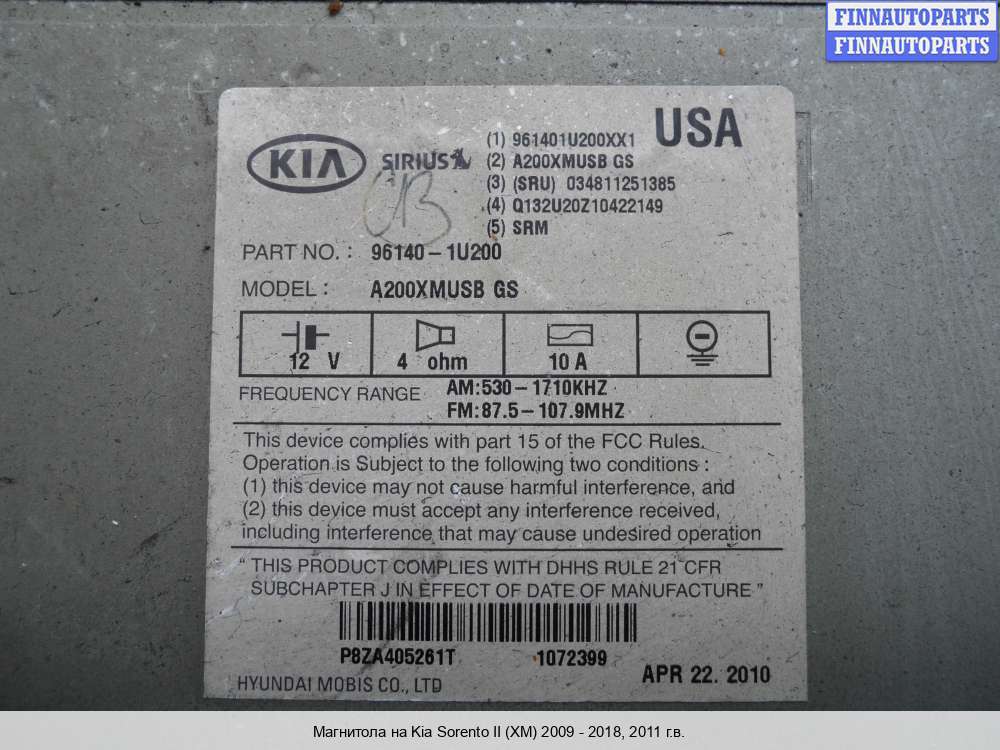 FINNAUTOPARTS
FINNAUTOPARTS
USA
KIA SIRIUS
(1) 961401U200XX1
(2) A200XMUSB GS
(3) (SRU) 034811251385
(4) Q132U20Z10422149
(5) SRM
PART NO. : 96140-1U200
MODEL : A200XMUSB GS
12 V 4 ohm 10 A
FREQUENCY RANGE AM:530-1710KHZ
FM:87.5-107.9MHZ
This device complies with part 15 of the FCC Rules.
Operation is Subject to the following two conditions :
(1) this device may not cause harmful interference, and
(2) this device must accept any interference received,
including interference that may cause undesired operation
“ THIS PRODUCT COMPLIES WITH DHHS RULE 21 CFR
SUBCHAPTER J IN EFFECT OF DATE OF MANUFACTURE ”
P8ZA405261T 1072399
HYUNDAI MOBIS CO., LTD APR 22. 2010
Магнитола на Kia Sorento II (XM) 2009 - 2018, 2011 г.в.